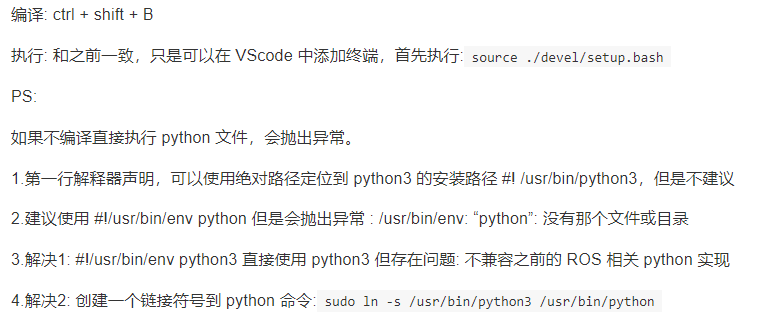 编译: ctrl + shift + B
执行: 和之前一致，只是可以在 VScode 中添加终端，首先执行: source ./devel/setup.bash
PS:
如果不编译直接执行 python 文件，会抛出异常。
1.第一行解释器声明，可以使用绝对路径定位到 python3 的安装路径 #! /usr/bin/python3，但是不建议
2.建议使用 #!/usr/bin/env python 但是会抛出异常 : /usr/bin/env: “python”: 没有那个文件或目录
3.解决1: #!/usr/bin/env python3 直接使用 python3 但存在问题: 不兼容之前的 ROS 相关 python 实现
4.解决2: 创建一个链接符号到 python 命令: sudo ln -s /usr/bin/python3 /usr/bin/python